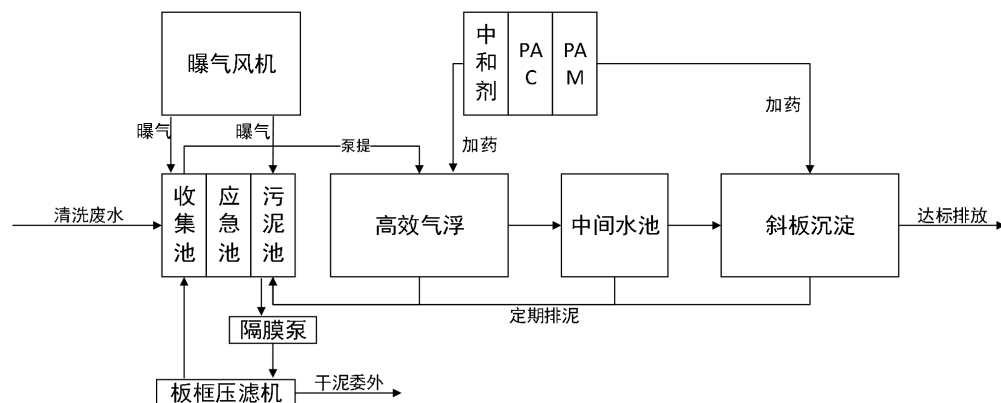 曝气风机
中和剂
PAC
PAM
曝气
曝气
泵提
加药
加药
清洗废水
收集池
应急池
污泥池
高效气浮
中间水池
斜板沉淀
达标排放
定期排泥
隔膜泵
板框压滤机
干泥委外